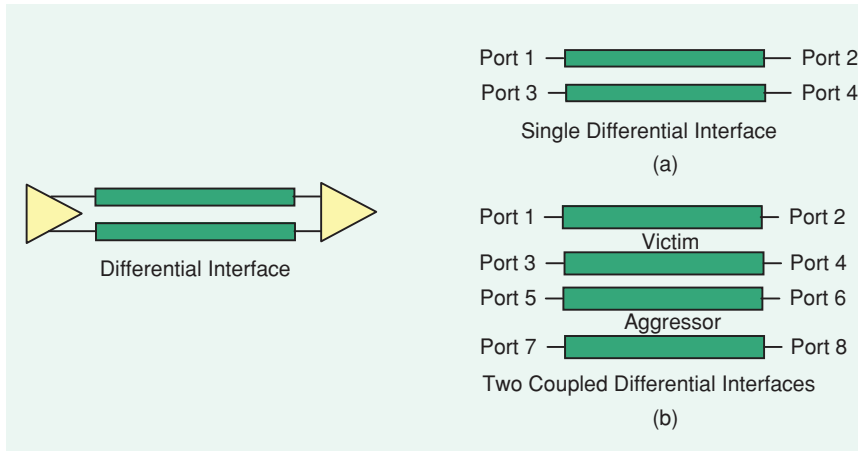 Port 1 Port 2
Port 3 Port 4
Single Differential Interface
(a)
Differential Interface
Port 1 Port 2
Victim
Port 3 Port 4
Port 5 Port 6
Aggressor
Port 7 Port 8
Two Coupled Differential Interfaces
(b)